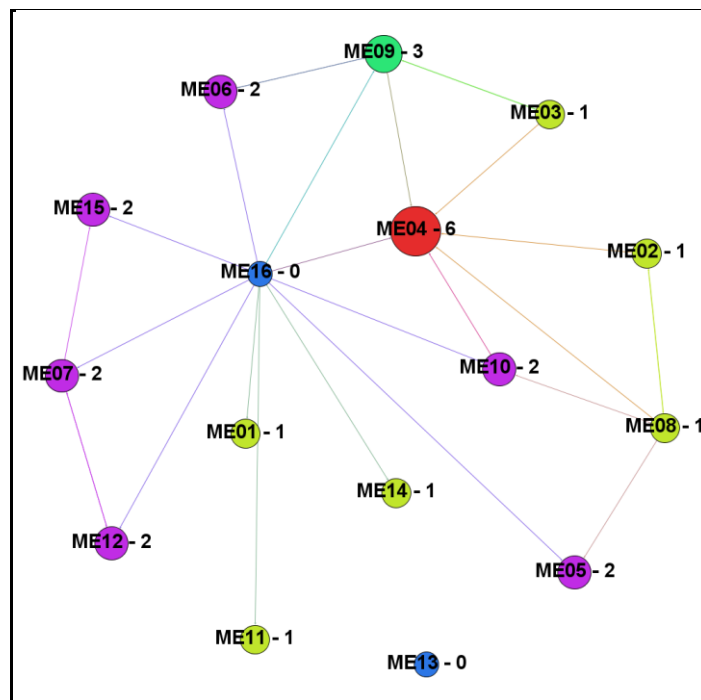 ME09 - 3
ME06 - 2
ME03 - 1
ME15 - 2
ME04 - 6
ME02 - 1
ME16 - 0
ME10 - 2
ME07 - 2
ME01 - 1
ME08 - 1
ME14 - 1
ME12 - 2
ME05 - 2
ME11 - 1
ME13 - 0